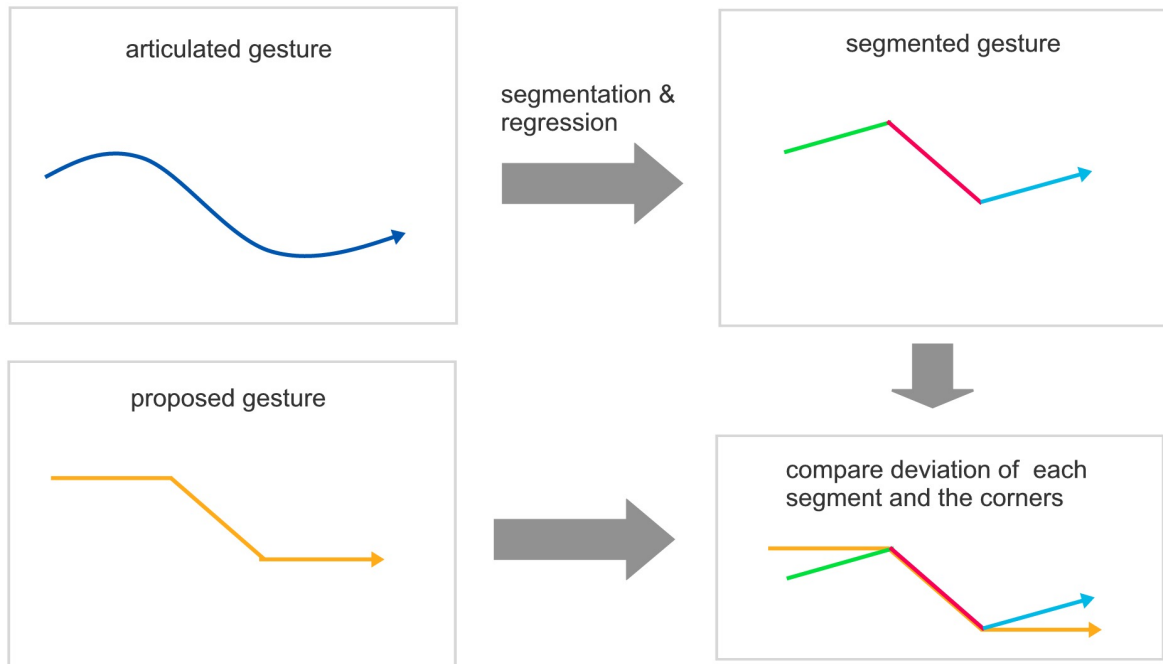 articulated gesture
segmentation &
regression
segmented gesture
proposed gesture
compare deviation of each
segment and the corners